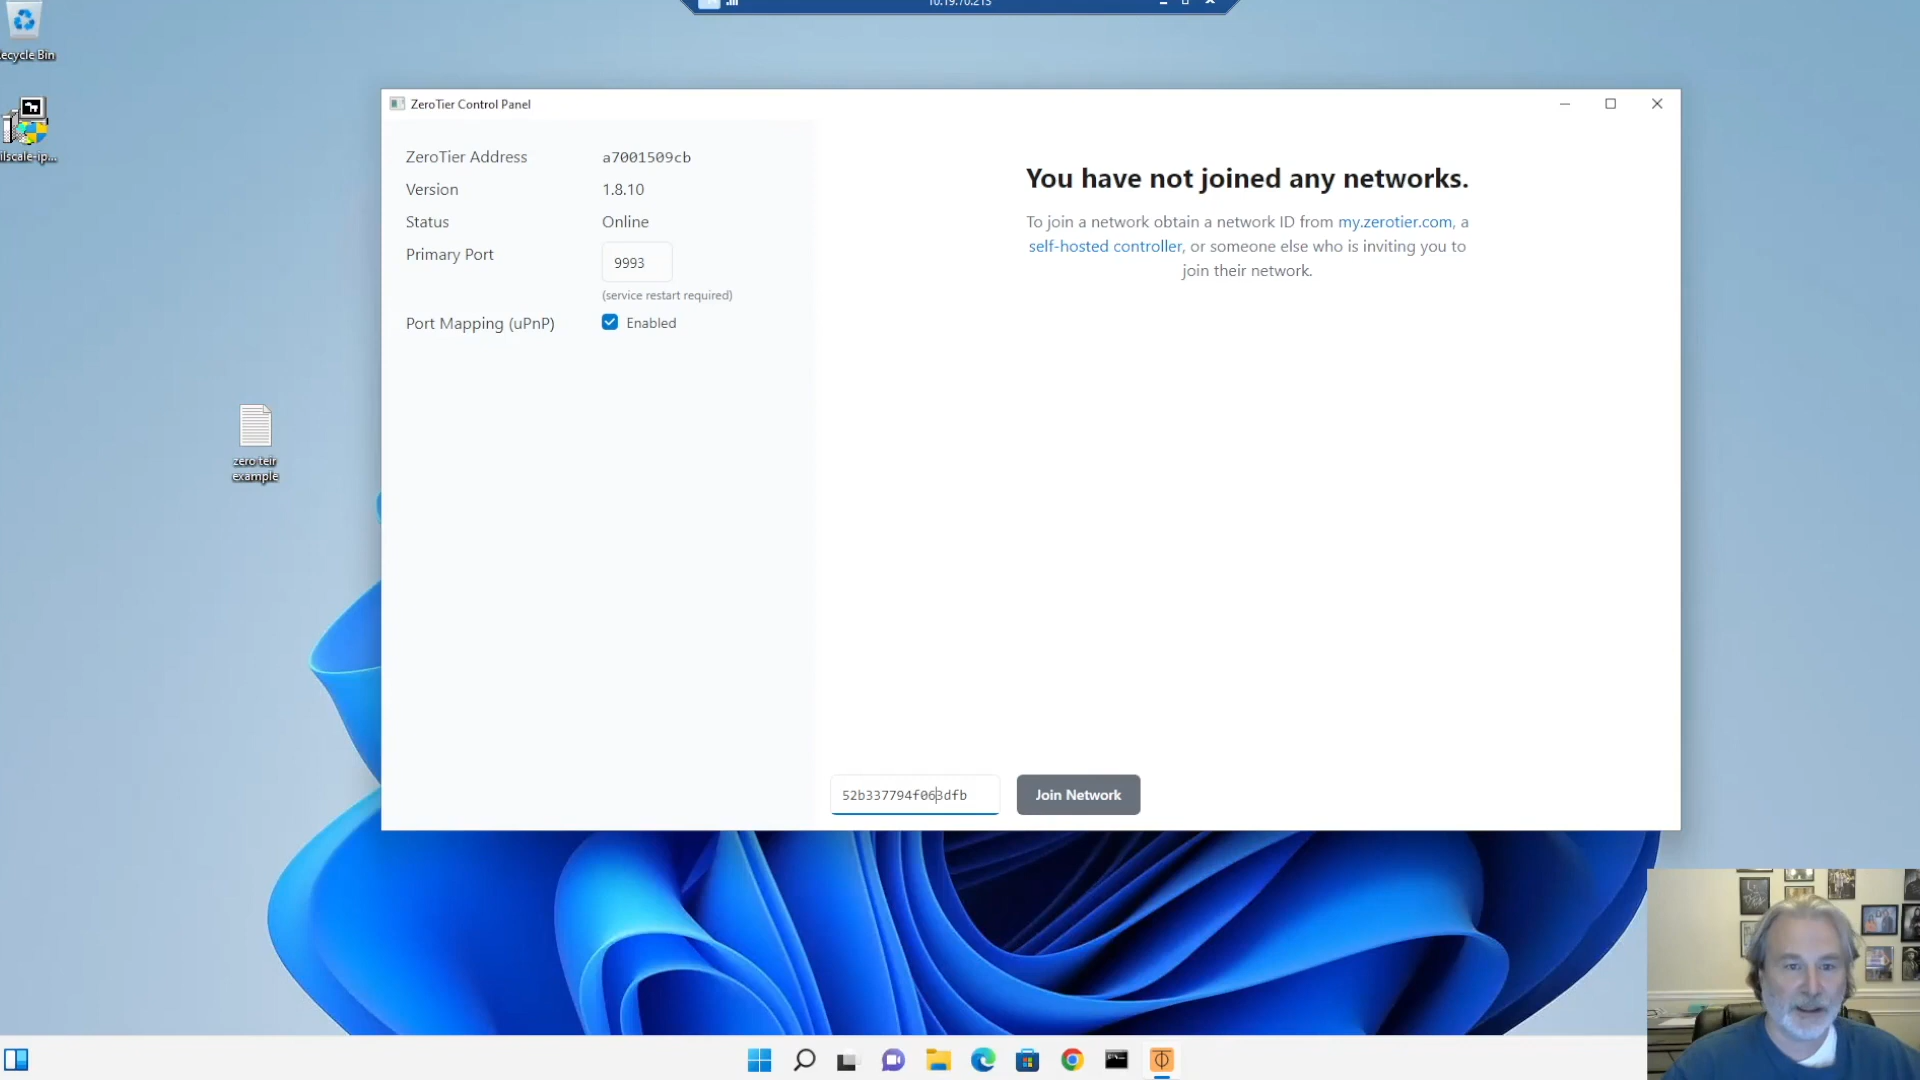 ecycle Bin
ilscale-ip...
zero teir
example
ZeroTier Control Panel
ZeroTier Address a7001509cb
Version 1.8.10
Status Online
Primary Port 9993
(service restart required)
Port Mapping (uPnP) Enabled
You have not joined any networks.
To join a network obtain a network ID from my.zerotier.com, a
self-hosted controller, or someone else who is inviting you to
join their network.
52b337794f063dfb
Join Network